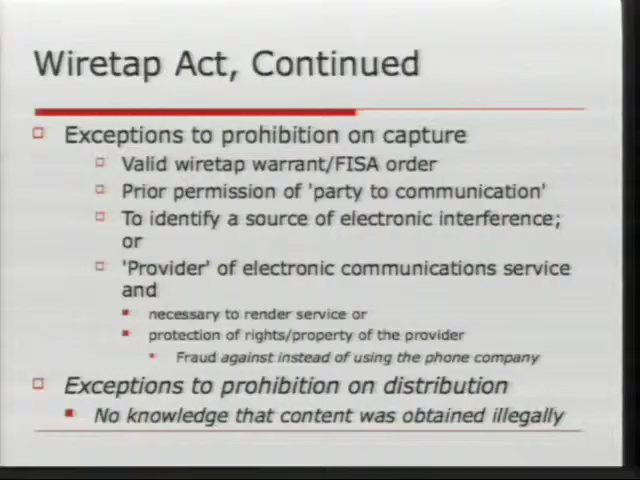 Wiretap Act, Continued
Exceptions to prohibition on capture
Valid wiretap warrant/FISA order
Prior permission of 'party to communication'
To identify a source of electronic interference;
or
'Provider' of electronic communications service
and
necessary to render service or
protection of rights/property of the provider
Fraud against instead of using the phone company
Exceptions to prohibition on distribution
No knowledge that content was obtained illegally